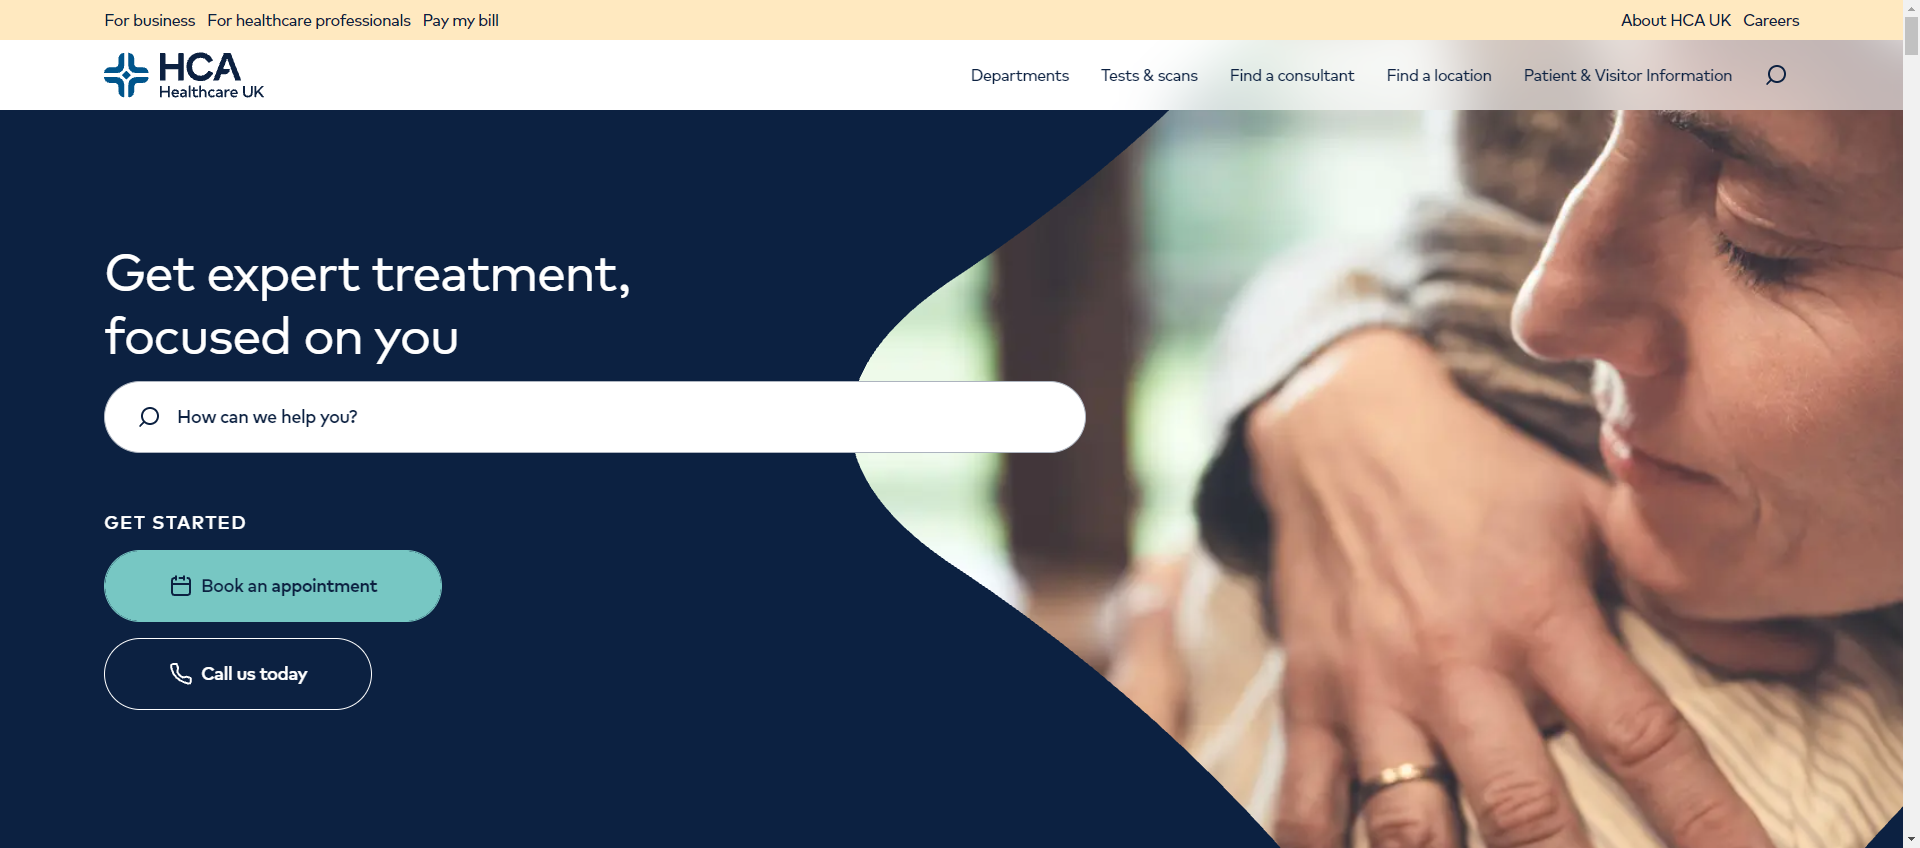 For business For healthcare professionals Pay my bill About HCA UK Careers
HCA
Healthcare UK
Departments Tests & scans Find a consultant Find a location Patient & Visitor Information
Get expert treatment,
focused on you
How can we help you?
GET STARTED
Book an appointment
Call us today